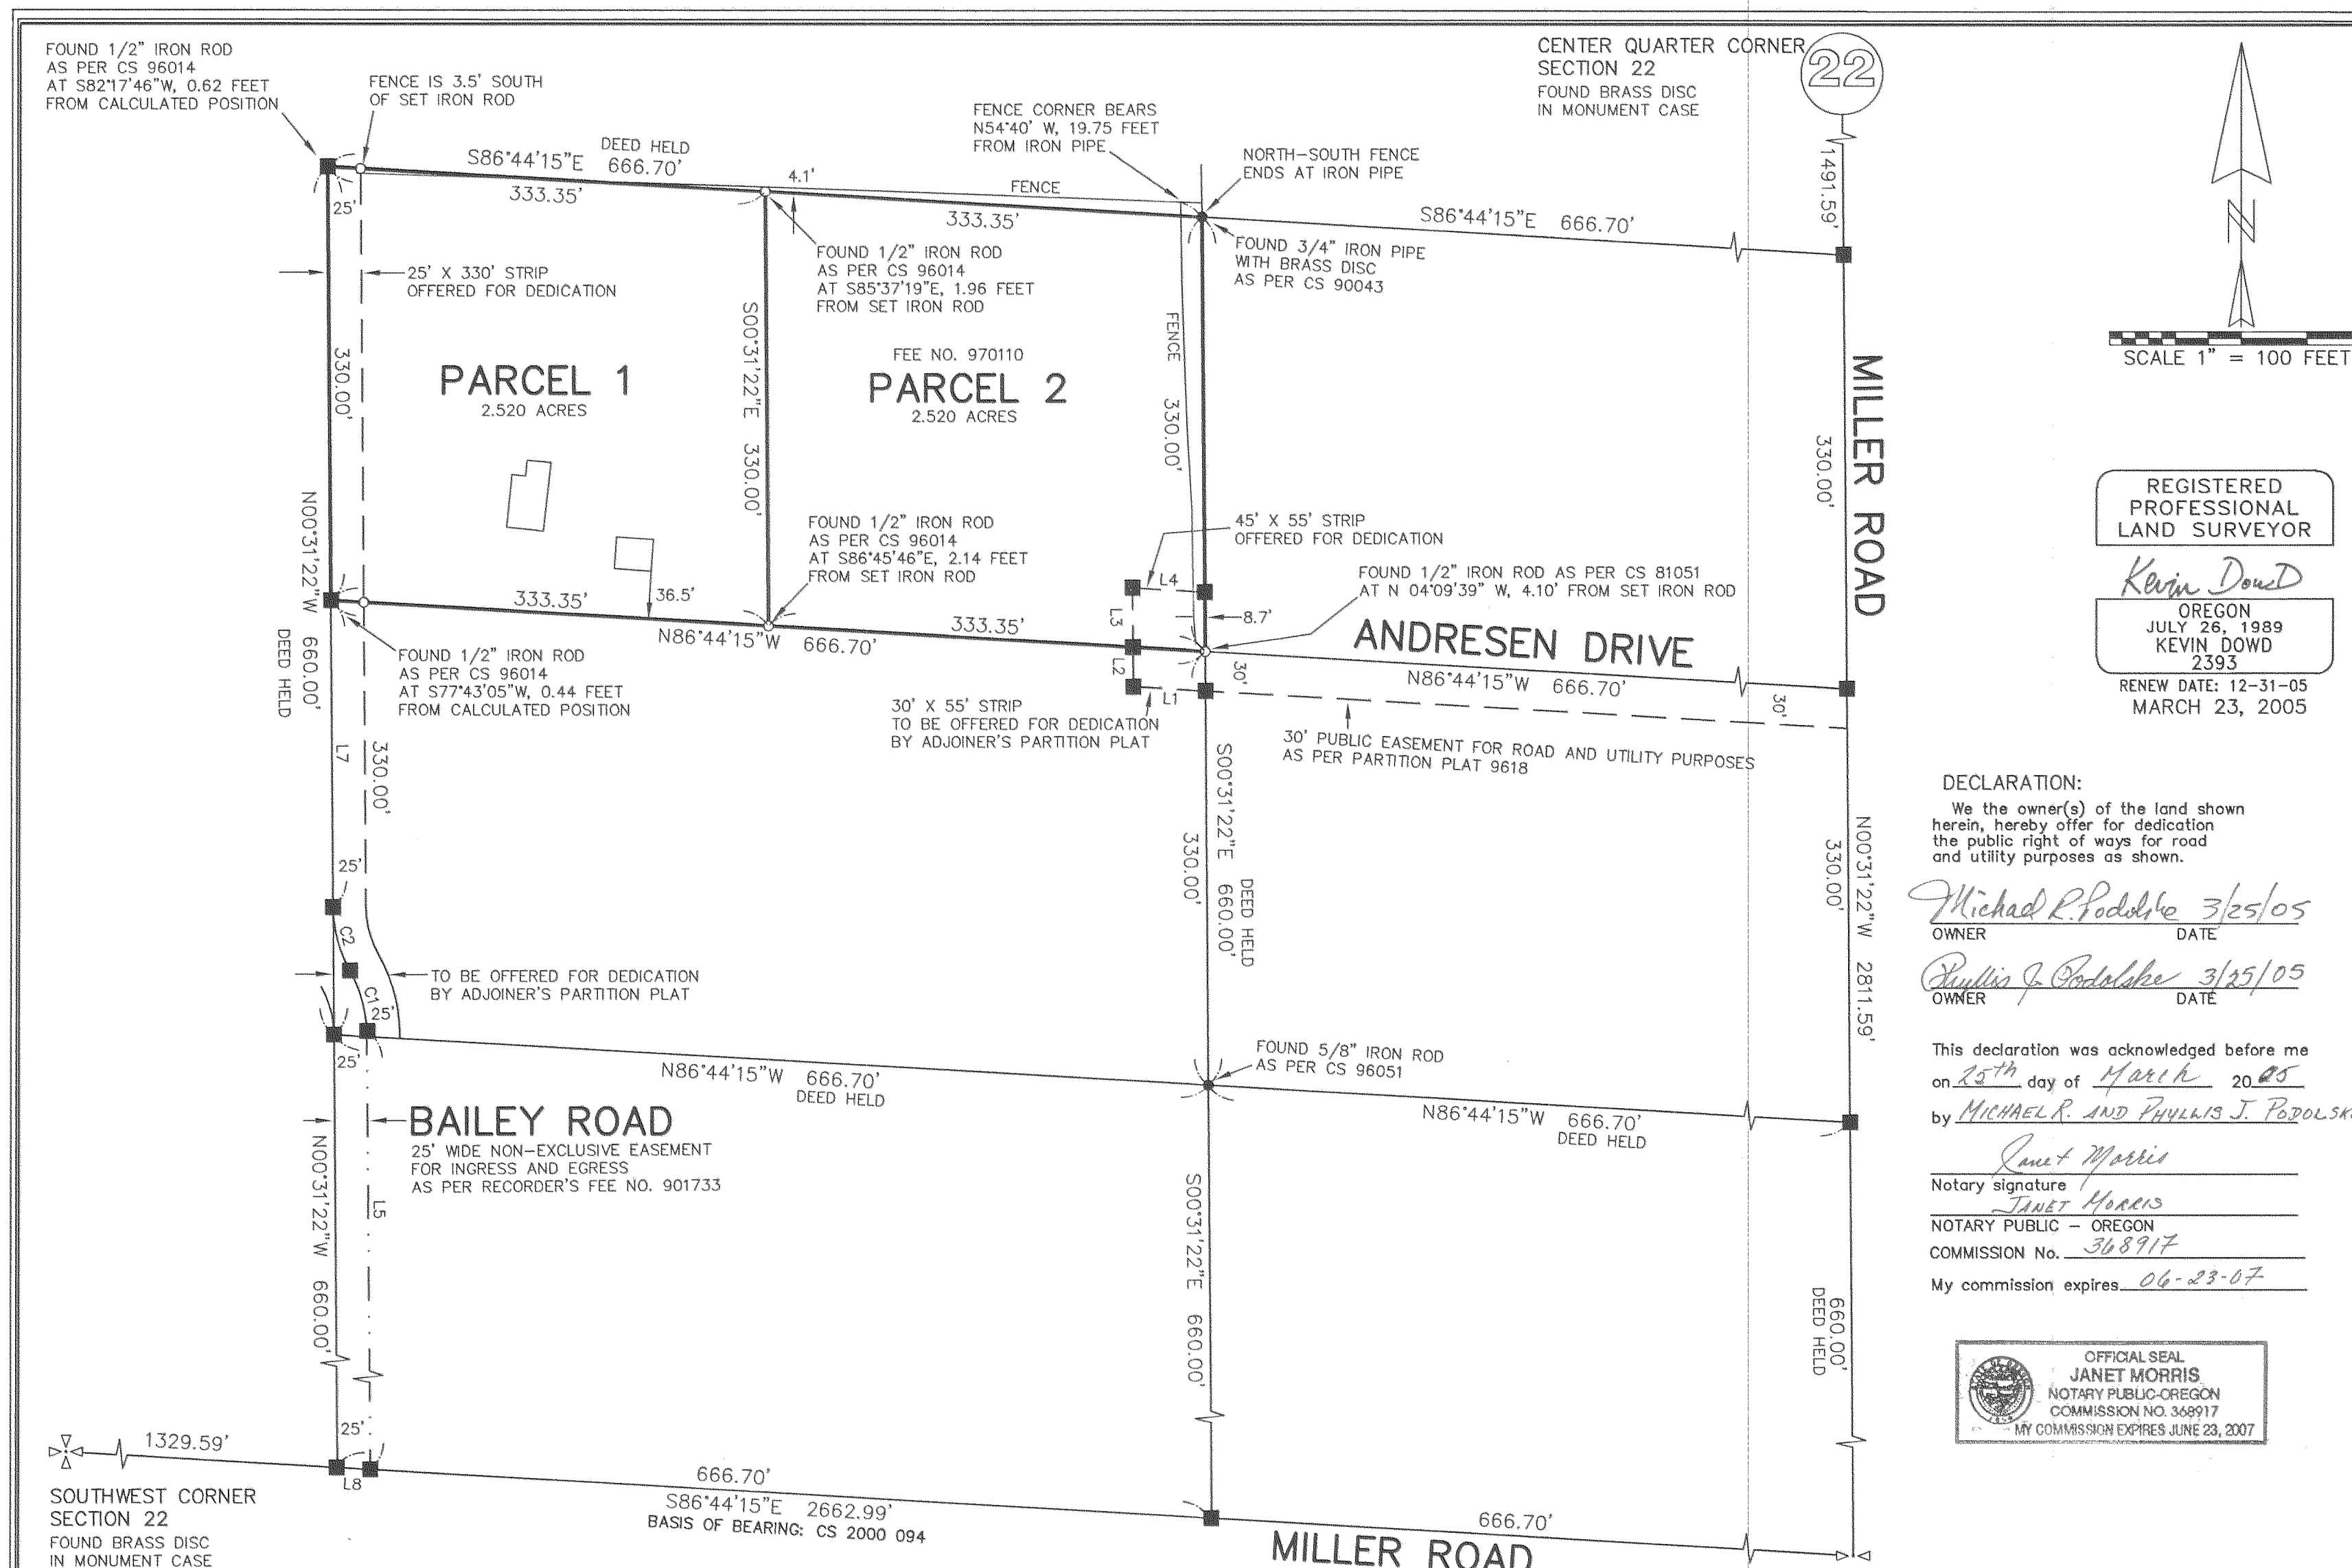 FOUND 1/2" IRON ROD
AS PER CS 96014
AT S82°17'46"W, 0.62 FEET
FROM CALCULATED POSITION
FENCE IS 3.5' SOUTH
OF SET IRON ROD
DEED HELD
S86°44'15"E 666.70'
333.35'
4.1'
FENCE CORNER BEARS
N54°40' W, 19.75 FEET
FROM IRON PIPE
FENCE
333.35'
NORTH-SOUTH FENCE
ENDS AT IRON PIPE
CENTER QUARTER CORNER
SECTION 22
FOUND BRASS DISC
IN MONUMENT CASE
22
1491.59'
S86°44'15"E 666.70'
N
SCALE 1" = 100 FEET
25'
25' X 330' STRIP
OFFERED FOR DEDICATION
FOUND 1/2" IRON ROD
AS PER CS 96014
AT S85°37'19"E, 1.96 FEET
FROM SET IRON ROD
FOUND 3/4" IRON PIPE
WITH BRASS DISC
AS PER CS 90043
330.00'
PARCEL 1
2.520 ACRES
S00°31'22"E 330.00'
FEE NO. 970110
PARCEL 2
2.520 ACRES
FENCE 330.00'
330.00'
MILLER ROAD
N00°31'22"W 660.00'
DEED HELD
333.35'
36.5'
FOUND 1/2" IRON ROD
AS PER CS 96014
AT S86°45'46"E, 2.14 FEET
FROM SET IRON ROD
45' X 55' STRIP
OFFERED FOR DEDICATION
L4
L3
8.7'
FOUND 1/2" IRON ROD AS PER CS 81051
AT N 04°09'39" W, 4.10' FROM SET IRON ROD
333.35'
N86°44'15"W 666.70'
ANDRESEN DRIVE
N86°44'15"W 666.70'
FOUND 1/2" IRON ROD
AS PER CS 96014
AT S77°43'05"W, 0.44 FEET
FROM CALCULATED POSITION
L2
L1
30'
30'
30' X 55' STRIP
TO BE OFFERED FOR DEDICATION
BY ADJOINER'S PARTITION PLAT
30' PUBLIC EASEMENT FOR ROAD AND UTILITY PURPOSES
AS PER PARTITION PLAT 9618
L7
330.00'
S00°31'22"E 660.00'
330.00'
DEED HELD
N00°31'22"W 2811.59'
330.00'
25'
C2
C1
25'
TO BE OFFERED FOR DEDICATION
BY ADJOINER'S PARTITION PLAT
25'
N86°44'15"W 666.70'
DEED HELD
FOUND 5/8" IRON ROD
AS PER CS 96051
N86°44'15"W 666.70'
DEED HELD
BAILEY ROAD
25' WIDE NON-EXCLUSIVE EASEMENT
FOR INGRESS AND EGRESS
AS PER RECORDER'S FEE NO. 901733
N00°31'22"W 660.00'
L5
S00°31'22"E 660.00'
660.00'
DEED HELD
1329.59'
25'
L8
SOUTHWEST CORNER
SECTION 22
FOUND BRASS DISC
IN MONUMENT CASE
666.70'
S86°44'15"E 2662.99'
BASIS OF BEARING: CS 2000 094
666.70'
MILLER ROAD
REGISTERED
PROFESSIONAL
LAND SURVEYOR
Kevin Dowd
OREGON
JULY 26, 1989
KEVIN DOWD
2393
RENEW DATE: 12-31-05
MARCH 23, 2005
DECLARATION:
We the owner(s) of the land shown
herein, hereby offer for dedication
the public right of ways for road
and utility purposes as shown.
Michael R. Podolske 3/25/05
OWNER DATE
Phyllis J. Podolske 3/25/05
OWNER DATE
This declaration was acknowledged before me
on 25th day of March 2005
by MICHAEL R. AND PHYLLIS J. PODOLSK
Janet Morris
Notary signature
JANET MORRIS
NOTARY PUBLIC - OREGON
COMMISSION No. 368917
My commission expires 06-23-07
OFFICIAL SEAL
JANET MORRIS
NOTARY PUBLIC-OREGON
COMMISSION NO. 368917
MY COMMISSION EXPIRES JUNE 23, 2007